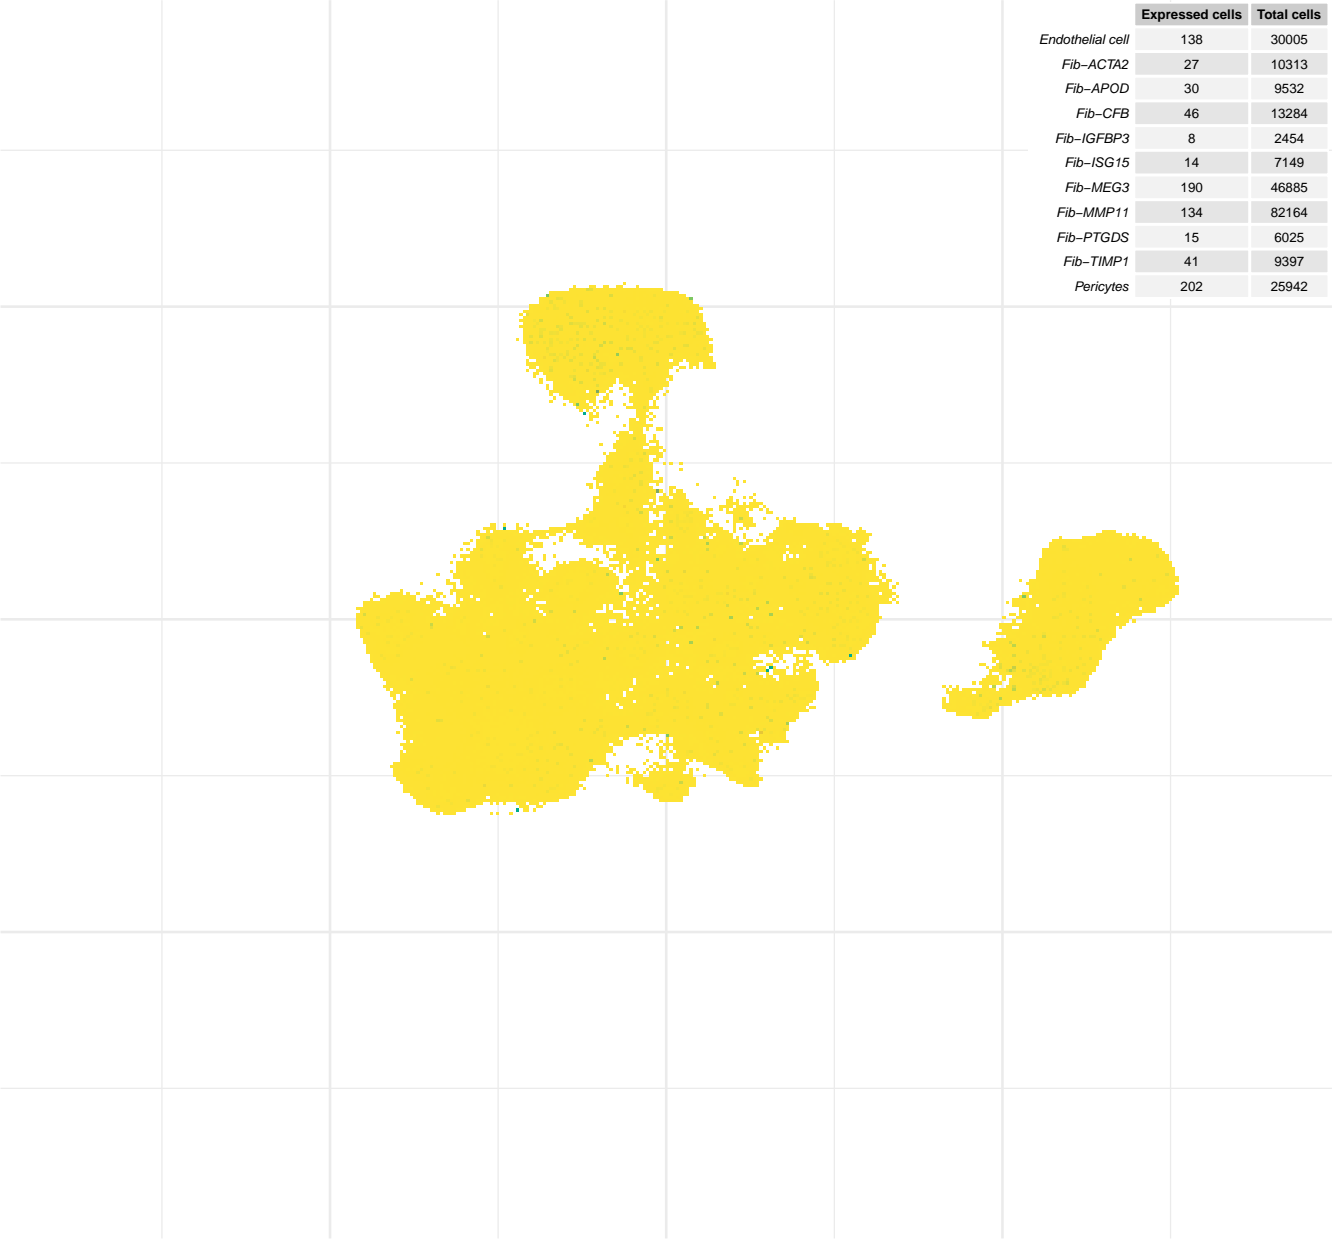 Expressed cells Total cells
Endothelial cell 138 30005
Fib−ACTA2 27 10313
Fib−APOD 30 9532
Fib−CFB 46 13284
Fib−IGFBP3 8 2454
Fib−ISG15 14 7149
Fib−MEG3 190 46885
Fib−MMP11 134 82164
Fib−PTGDS 15 6025
Fib−TIMP1 41 9397
Pericytes 202 25942